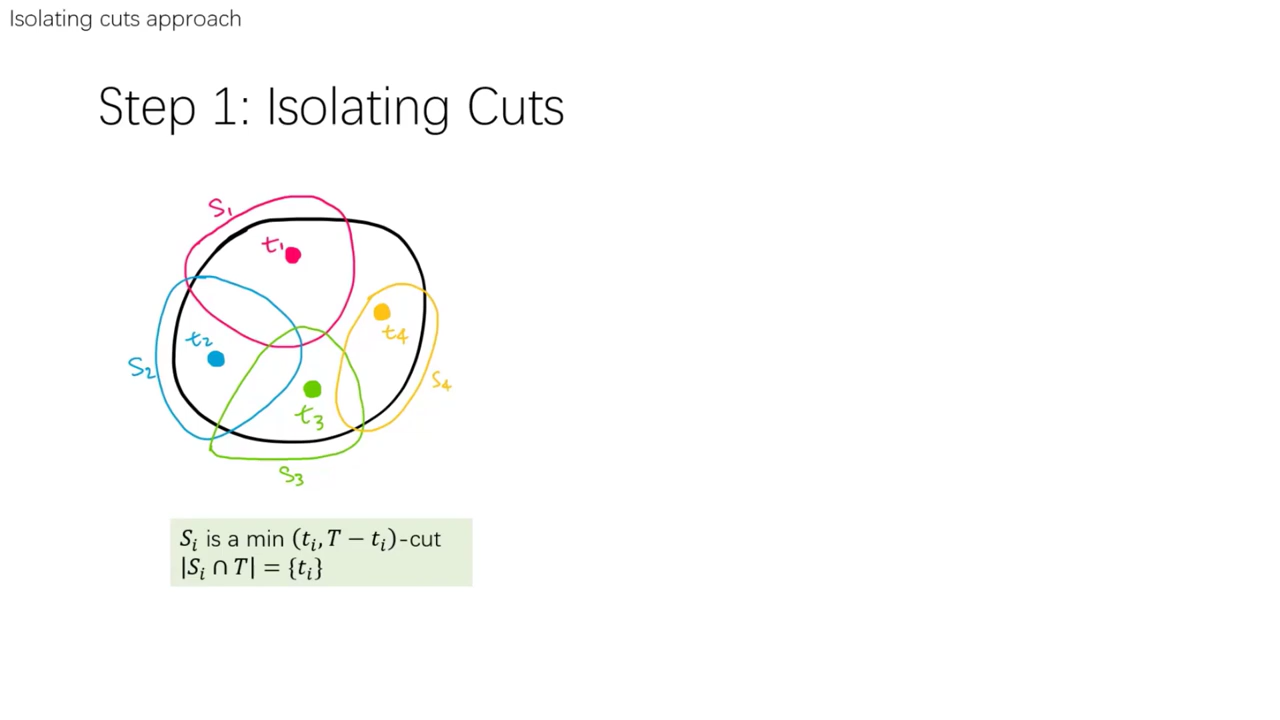 Isolating cuts approach
Step 1: Isolating Cuts
S₁
t₁
t₂
t₄
S₂
S₄
t₃
S₃
Sᵢ is a min (tᵢ, T − tᵢ)-cut
|Sᵢ ∩ T| = {tᵢ}